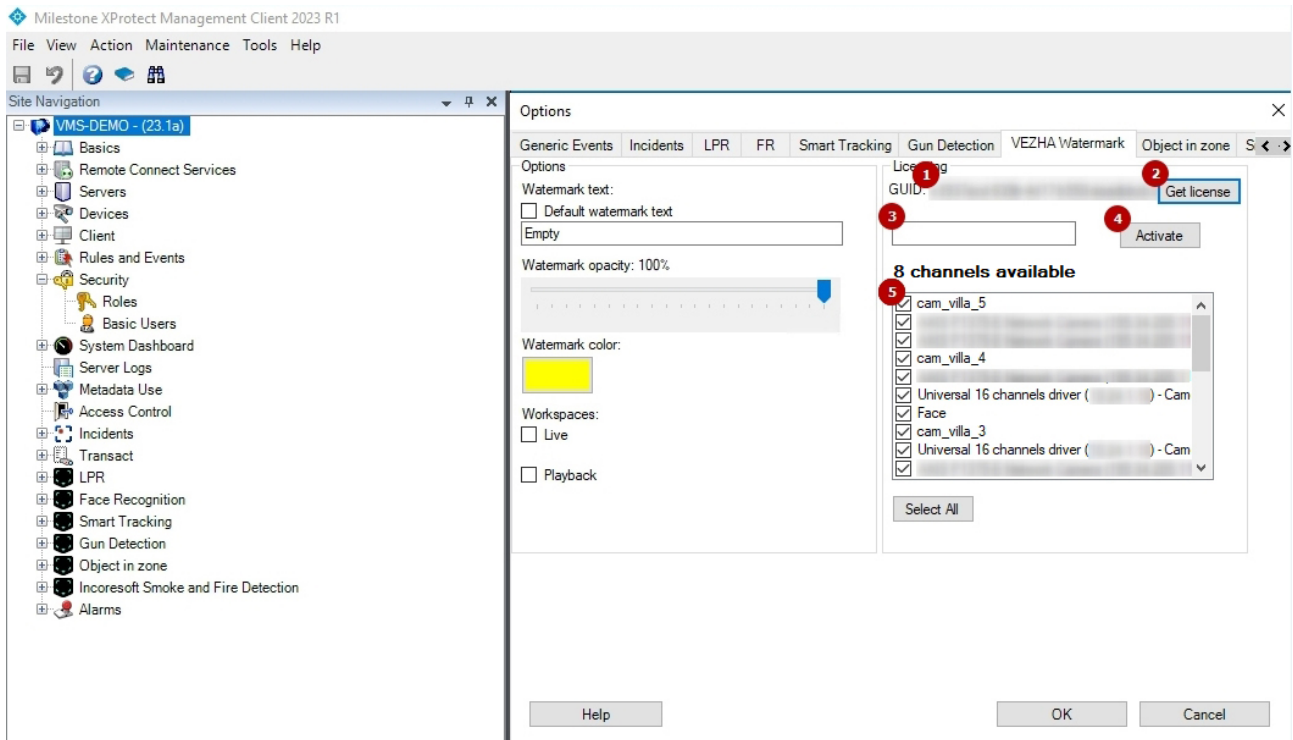 Milestone XProtect Management Client 2023 R1
File View Action Maintenance Tools Help
Site Navigation
VMS-DEMO - (23.1a)
Basics
Remote Connect Services
Servers
Devices
Client
Rules and Events
Security
Roles
Basic Users
System Dashboard
Server Logs
Metadata Use
Access Control
Incidents
Transact
LPR
Face Recognition
Smart Tracking
Gun Detection
Object in zone
Incoresoft Smoke and Fire Detection
Alarms
Options
Generic Events Incidents LPR FR Smart Tracking Gun Detection VEZHA Watermark Object in zone S
Options
Watermark text:
Default watermark text
Empty
Watermark opacity: 100%
Watermark color:
Workspaces:
Live
Playback
1
GUID:
2
Get license
3
4
Activate
8 channels available
5
cam_villa_5
cam_villa_4
Universal 16 channels driver ( ) - Cam
Face
cam_villa_3
Universal 16 channels driver ( ) - Cam
Select All
Help OK Cancel